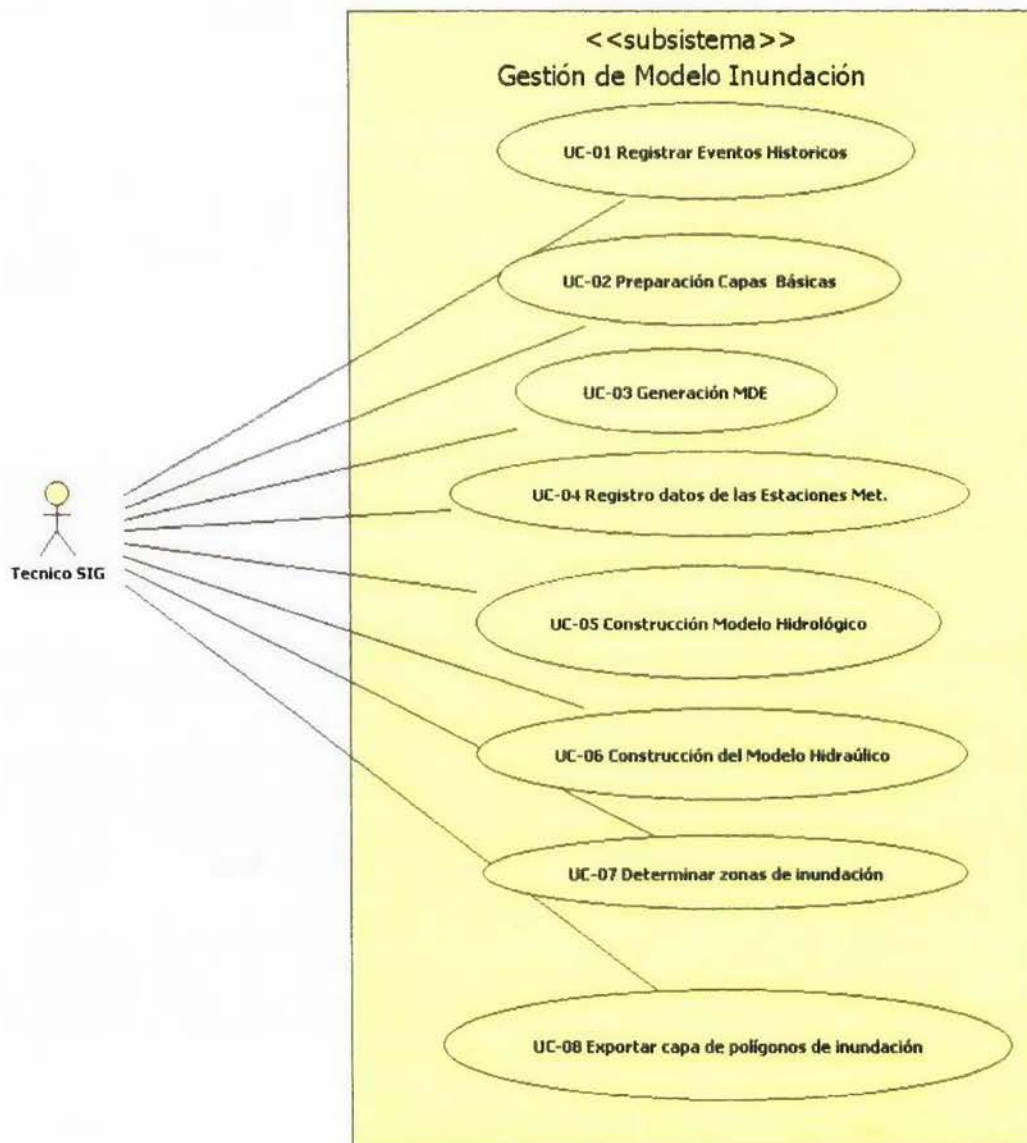 <<subsistema>>
Gestión de Modelo Inundación
UC-01 Registrar Eventos Historicos
UC-02 Preparación Capas Básicas
UC-03 Generación MDE
UC-04 Registro datos de las Estaciones Met.
Tecnico SIG
UC-05 Construcción Modelo Hidrológico
UC-06 Construcción del Modelo Hidraúlico
UC-07 Determinar zonas de inundación
UC-08 Exportar capa de polígonos de inundación